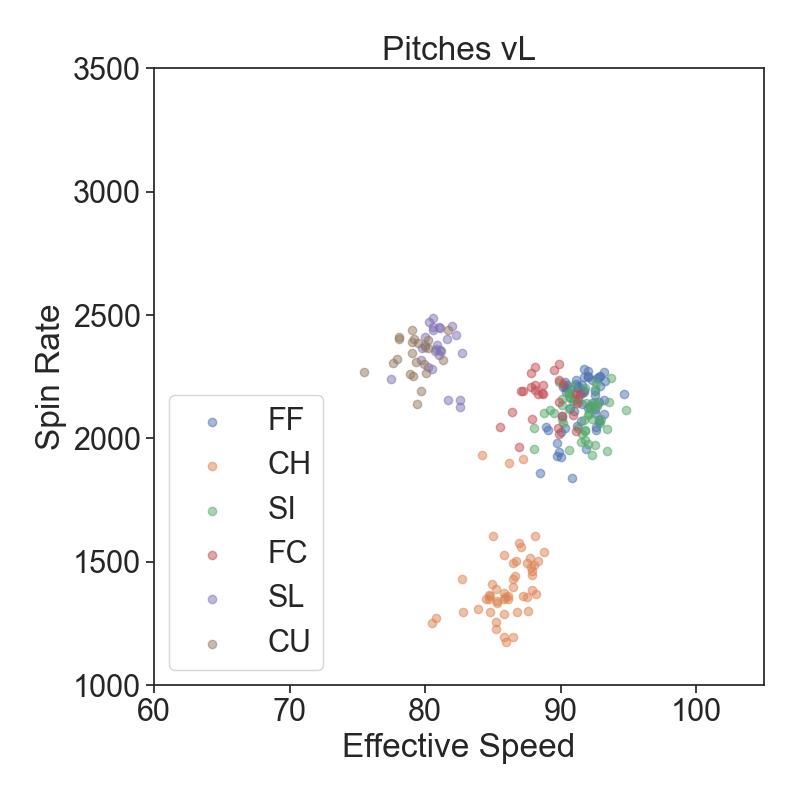 Pitches vL
3500
3000
2500
2000
1500
1000
Spin Rate
FF
CH
SI
FC
SL
CU
60 70 80 90 100
Effective Speed